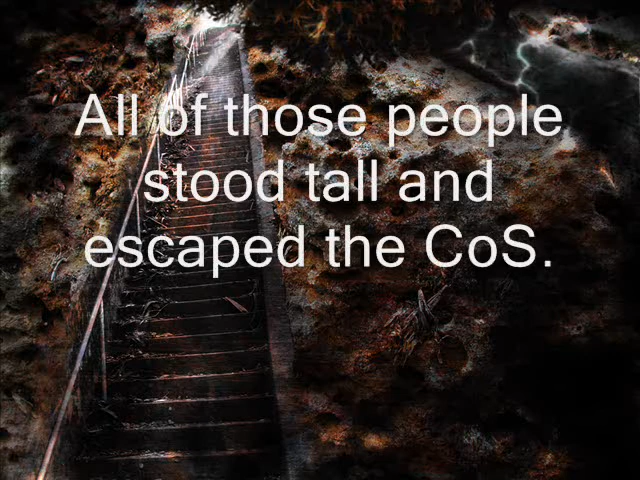 All of those people
stood tall and
escaped the CoS.